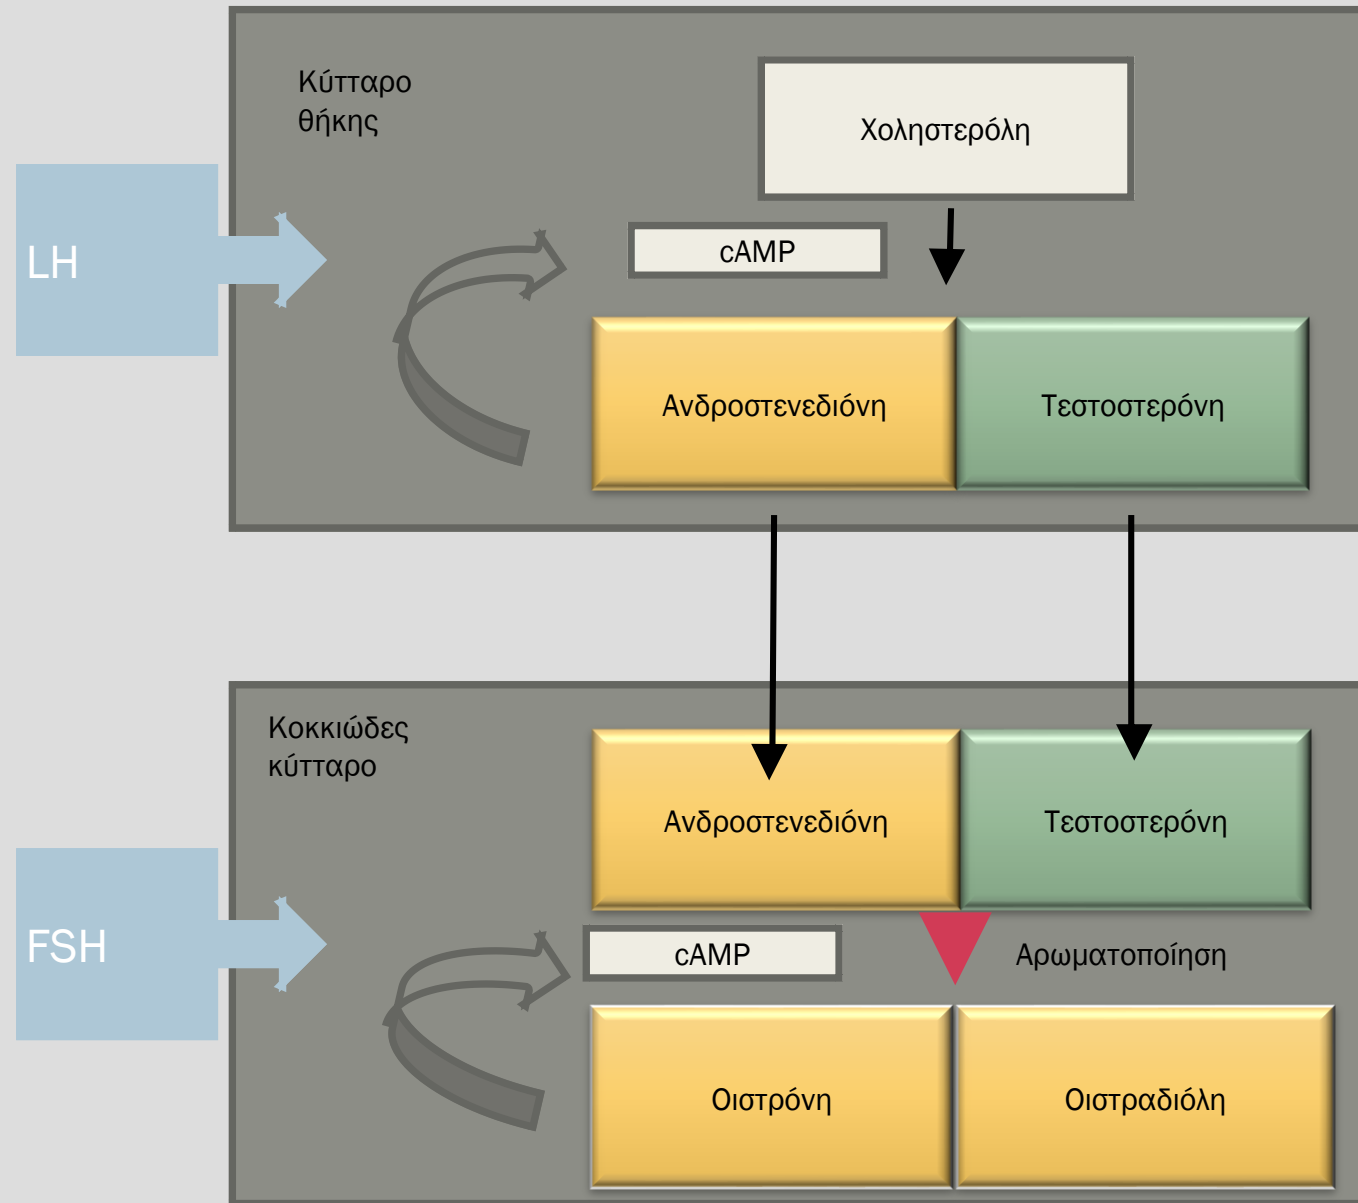 Κύτταρο
θήκης
Χοληστερόλη
LH
cAMP
Ανδροστενεδιόνη
Τεστοστερόνη
Κοκκιώδες
κύτταρο
Ανδροστενεδιόνη
Τεστοστερόνη
FSH
cAMP
Αρωματοποίηση
Οιστρόνη
Οιστραδιόλη